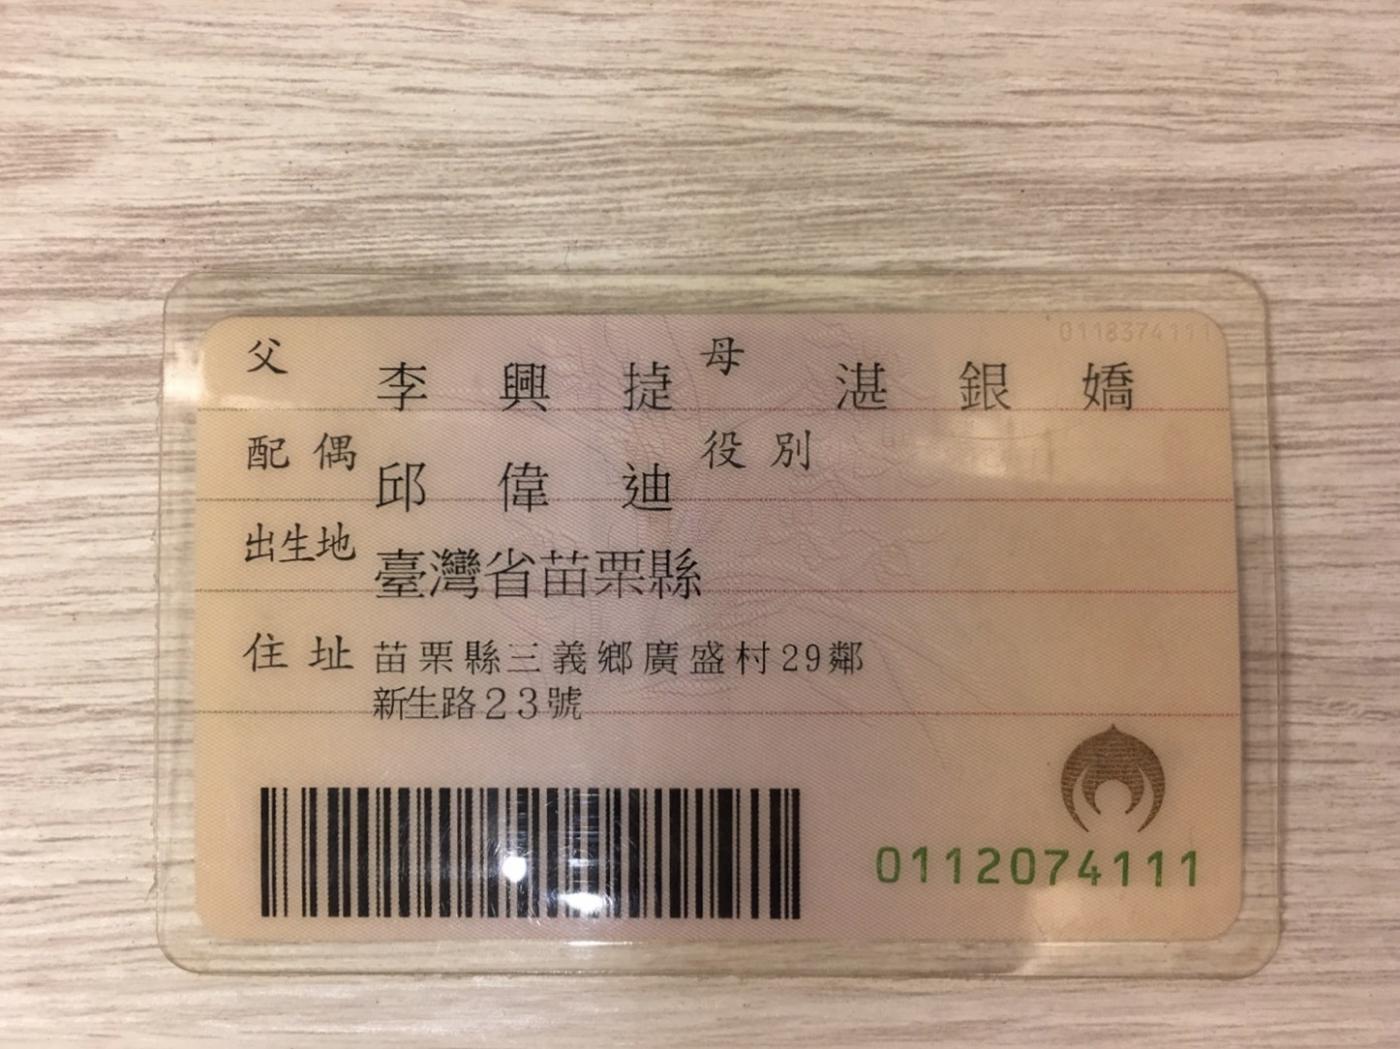 0118374111
父 李興捷 母 湛銀嬌
配偶 邱偉迪 役別
出生地 臺灣省苗栗縣
住址 苗栗縣三義鄉廣盛村29鄰
新生路23號
0112074111